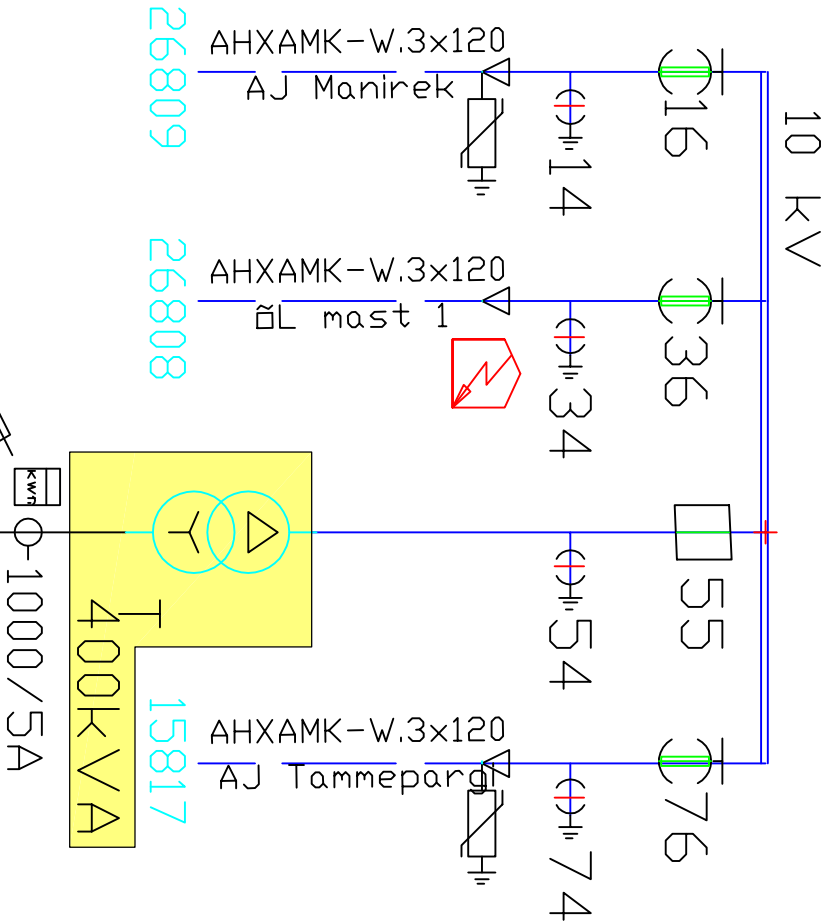 10 kV
26809
AHXAMK-W.3x120
AJ Manirek
16
14
26808
AHXAMK-W.3x120
õL mast 1
36
34
55
54
KWh
1000/5A
T
400kVA
15817
AHXAMK-W.3x120
AJ Tammepargi
76
74